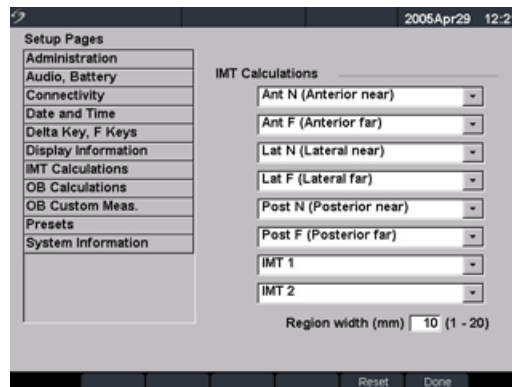 2005Apr29 12:2
Setup Pages
Administration
Audio, Battery
Connectivity
Date and Time
Delta Key, F Keys
Display Information
IMT Calculations
OB Calculations
OB Custom Meas.
Presets
System Information
IMT Calculations
Ant N (Anterior near)
Ant F (Anterior far)
Lat N (Lateral near)
Lat F (Lateral far)
Post N (Posterior near)
Post F (Posterior far)
IMT 1
IMT 2
Region width (mm) 10 (1 - 20)
Reset Done